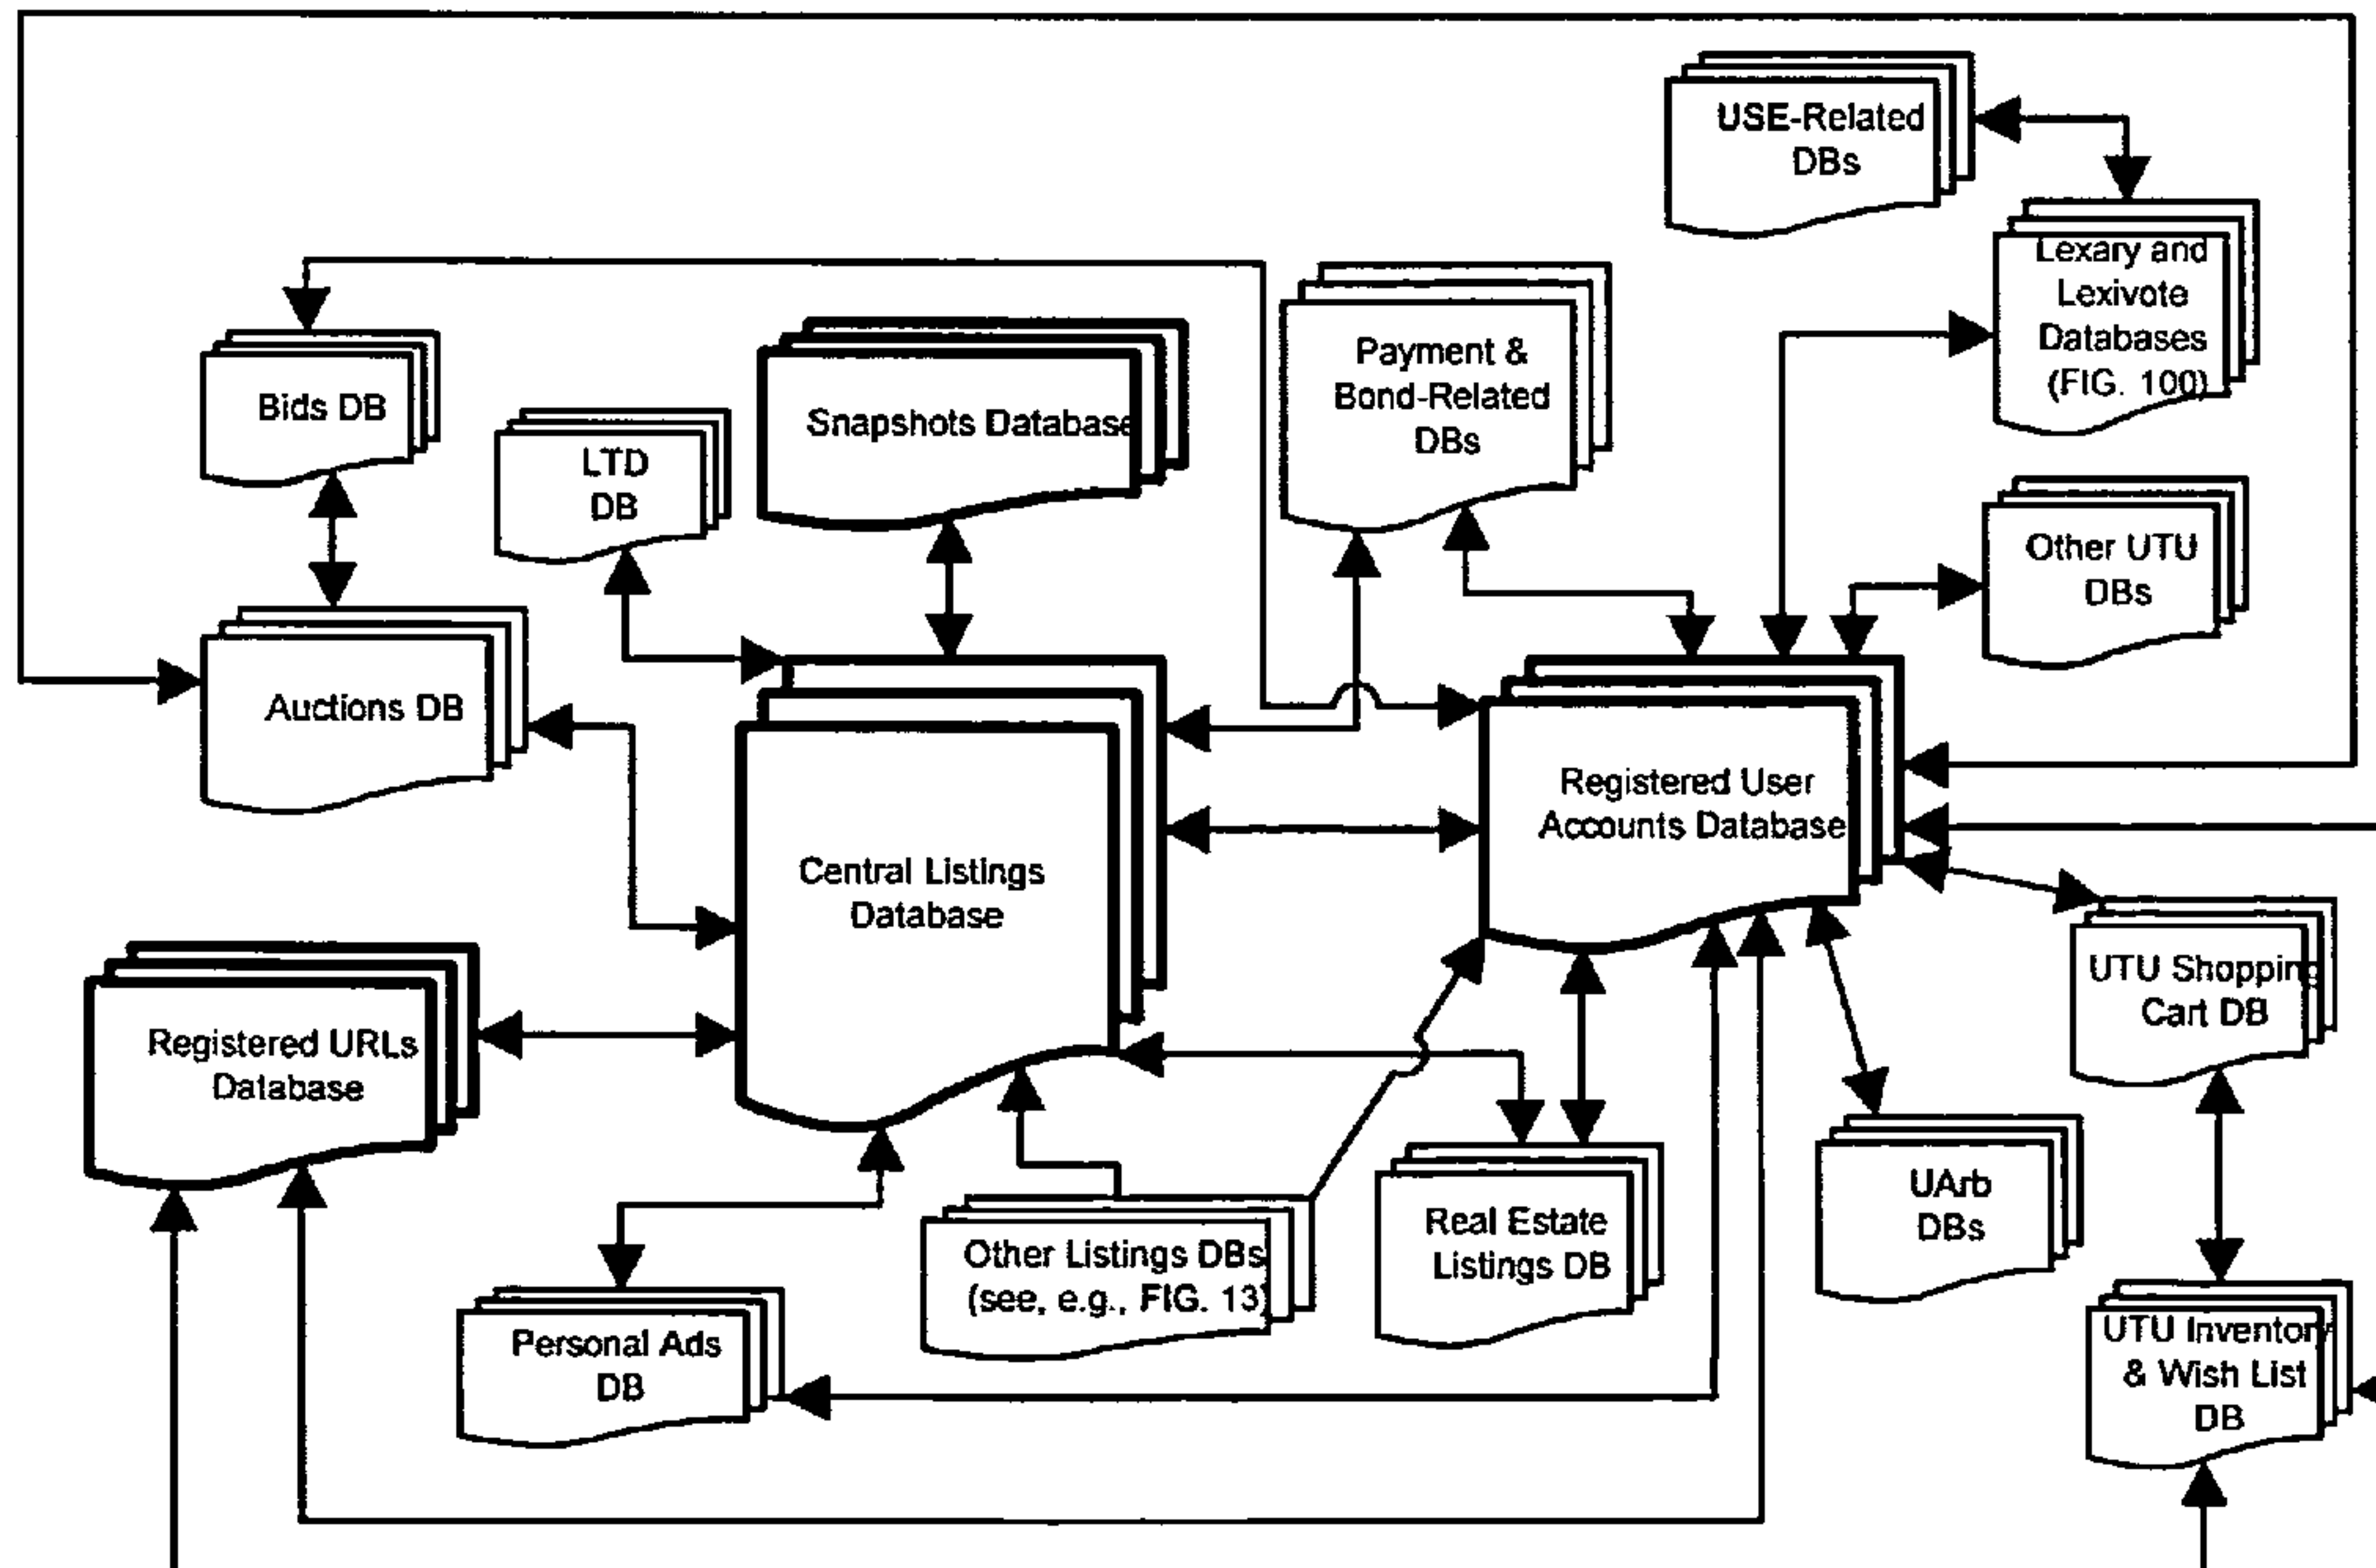 USE-Related
DBs
Lexary and
Lexivote
Databases
(FIG. 100)
Payment &
Bond-Related
DBs
Bids DB
Snapshots Database
LTD
DB
Other UTU
DBs
Auctions DB
Registered User
Accounts Database
Central Listings
Database
UTU Shopping
Cart DB
Registered URLs
Database
UArb
DBs
Real Estate
Listings DB
Other Listings DBs
(see, e.g., FIG. 13)
Personal Ads
DB
UTU Inventory
& Wish List
DB